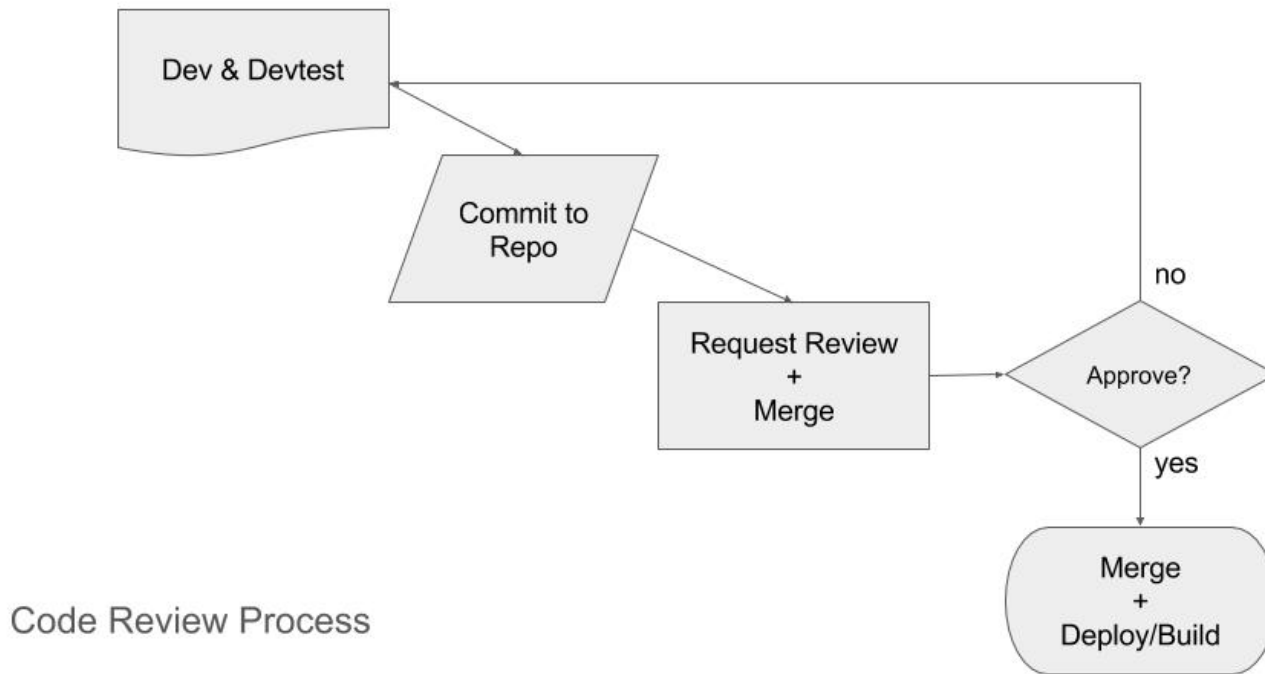 Dev & Devtest
Commit to
Repo
Request Review
+
Merge
no
Approve?
yes
Merge
+
Deploy/Build
Code Review Process